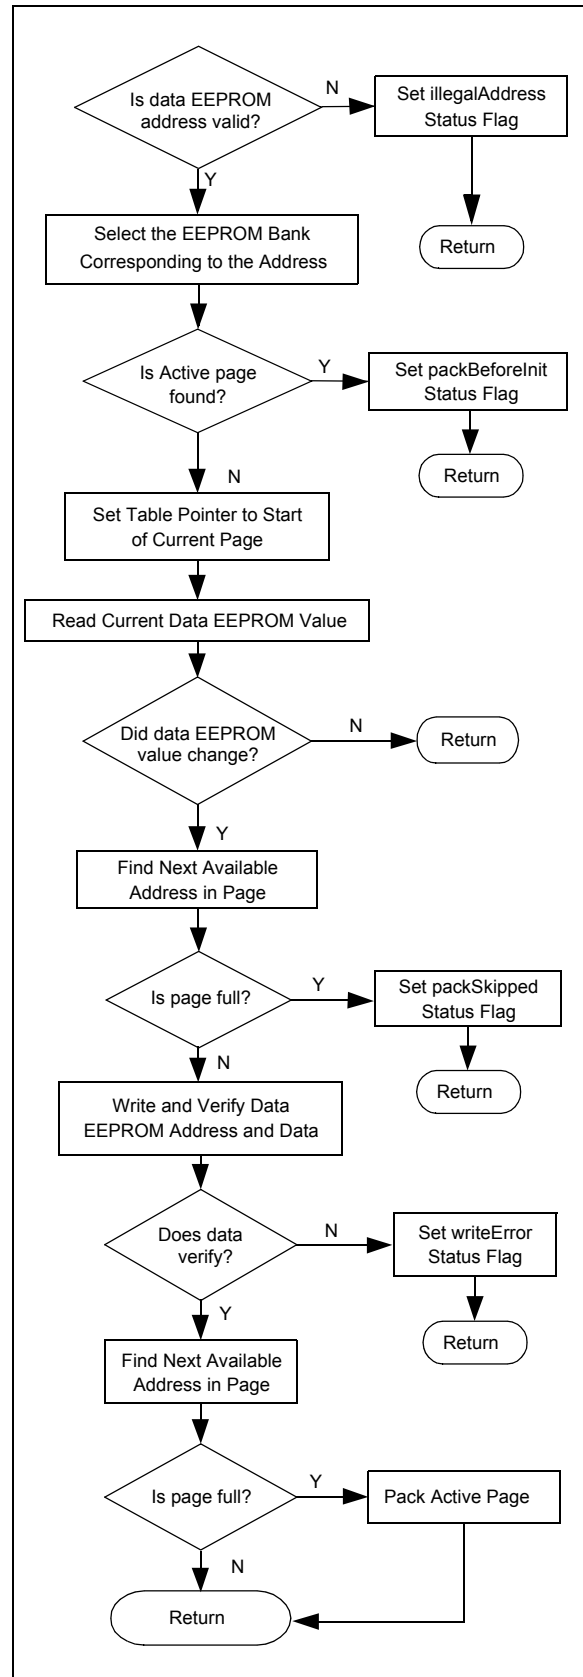 Is data EEPROM
address valid?
N
Set illegalAddress
Status Flag
Return
Y
Select the EEPROM Bank
Corresponding to the Address
Is Active page
found?
Y
Set packBeforeInit
Status Flag
Return
N
Set Table Pointer to Start
of Current Page
Read Current Data EEPROM Value
Did data EEPROM
value change?
N
Return
Y
Find Next Available
Address in Page
Is page full?
Y
Set packSkipped
Status Flag
Return
N
Write and Verify Data
EEPROM Address and Data
Does data
verify?
N
Set writeError
Status Flag
Return
Y
Find Next Available
Address in Page
Is page full?
Y
Pack Active Page
N
Return